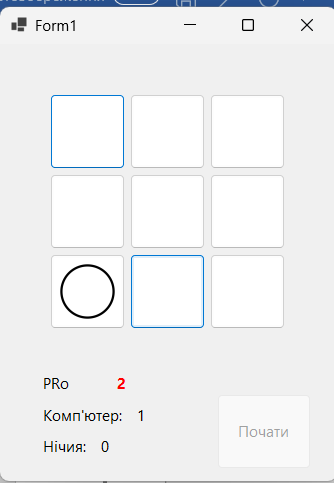 Form1
PRo 2
Комп'ютер: 1
Нічия: 0
Почати